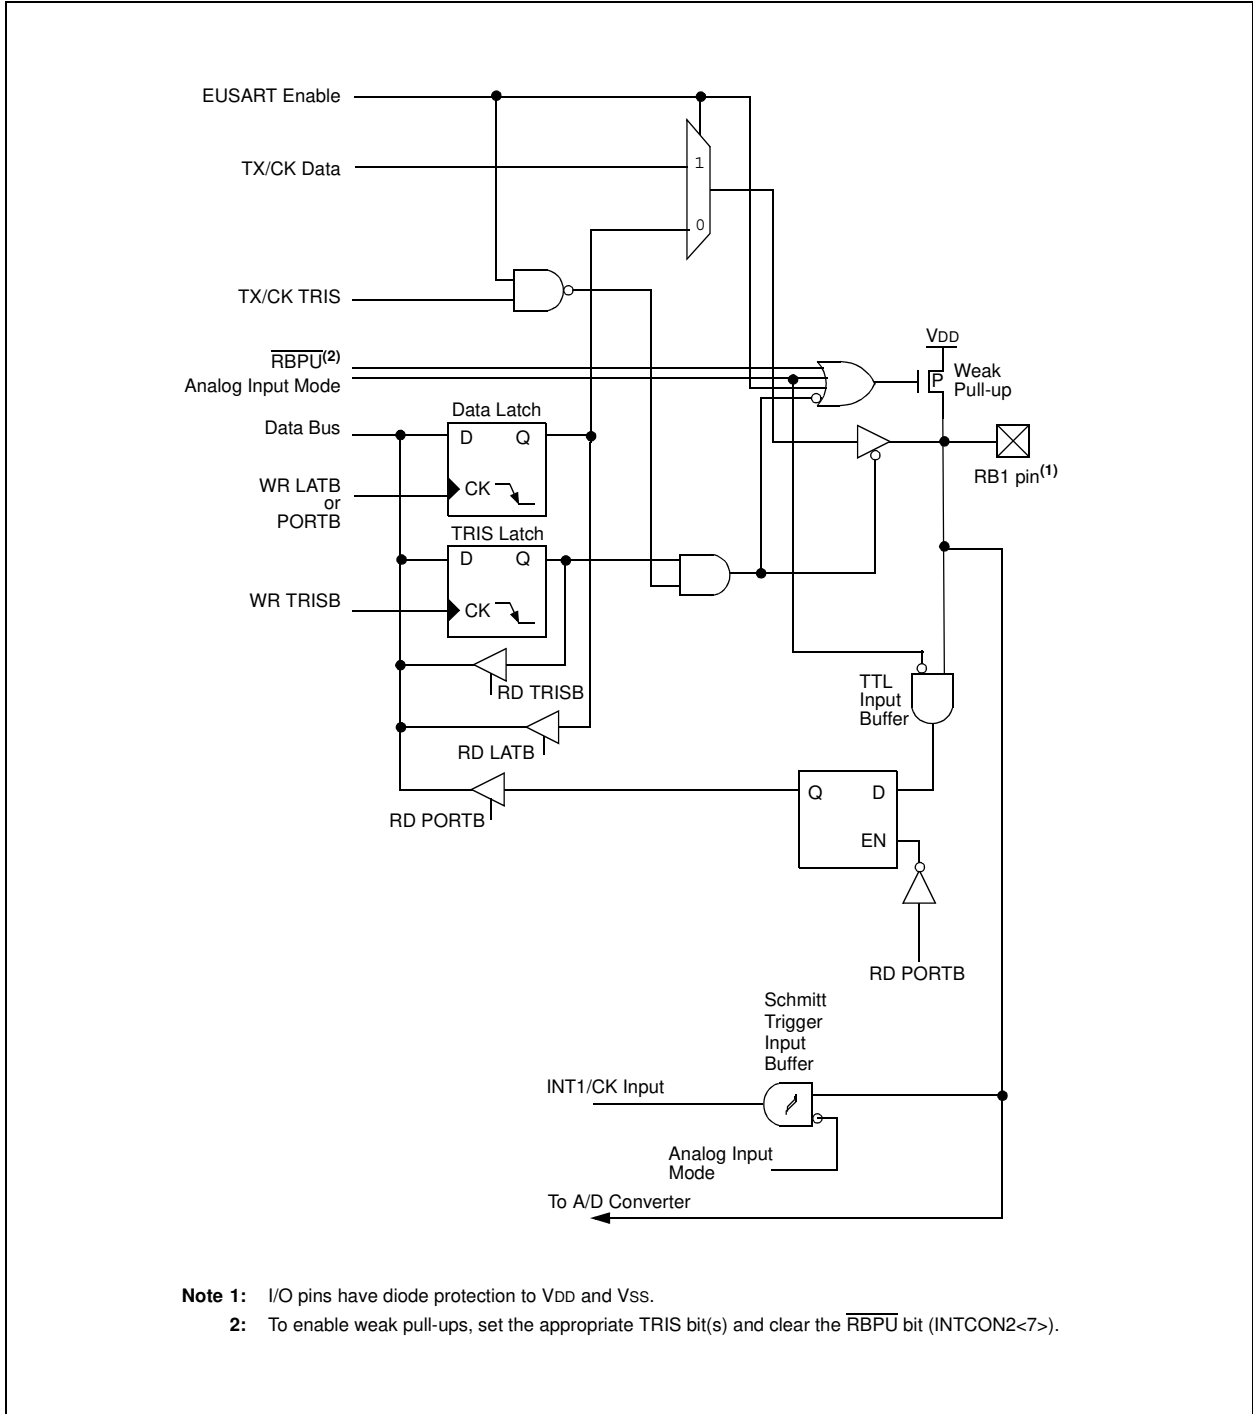 EUSART Enable
TX/CK Data
1
0
TX/CK TRIS
VDD
RBPU(2)
Analog Input Mode
P
Weak
Pull-up
Data Latch
Data Bus
D Q
RB1 pin(1)
WR LATB
or
PORTB
CK
TRIS Latch
D Q
WR TRISB
CK
RD TRISB
TTL
Input
Buffer
RD LATB
Q D
RD PORTB
EN
RD PORTB
Schmitt
Trigger
Input
Buffer
INT1/CK Input
Analog Input
Mode
To A/D Converter
Note 1: I/O pins have diode protection to VDD and VSS.
2: To enable weak pull-ups, set the appropriate TRIS bit(s) and clear the RBPU bit (INTCON2<7>).